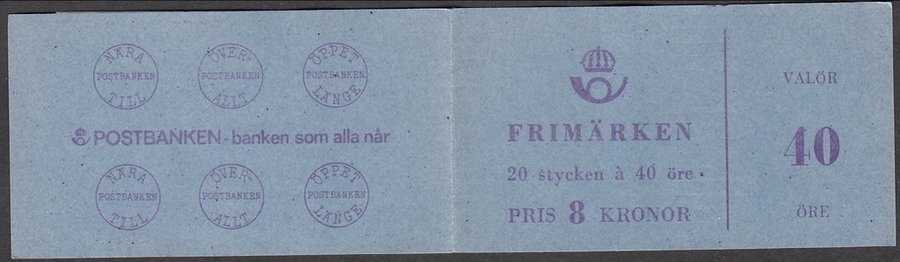 NÄRA
POSTBANKEN
TILL
ÖVER-
POSTBANKEN
ALLT
ÖPPET
POSTBANKEN
LÄNGE
POSTBANKEN - banken som alla når
NÄRA
POSTBANKEN
TILL
ÖVER-
POSTBANKEN
ALLT
ÖPPET
POSTBANKEN
LÄNGE
FRIMÄRKEN
20 stycken à 40 öre
PRIS 8 KRONOR
VALÖR
40
ÖRE